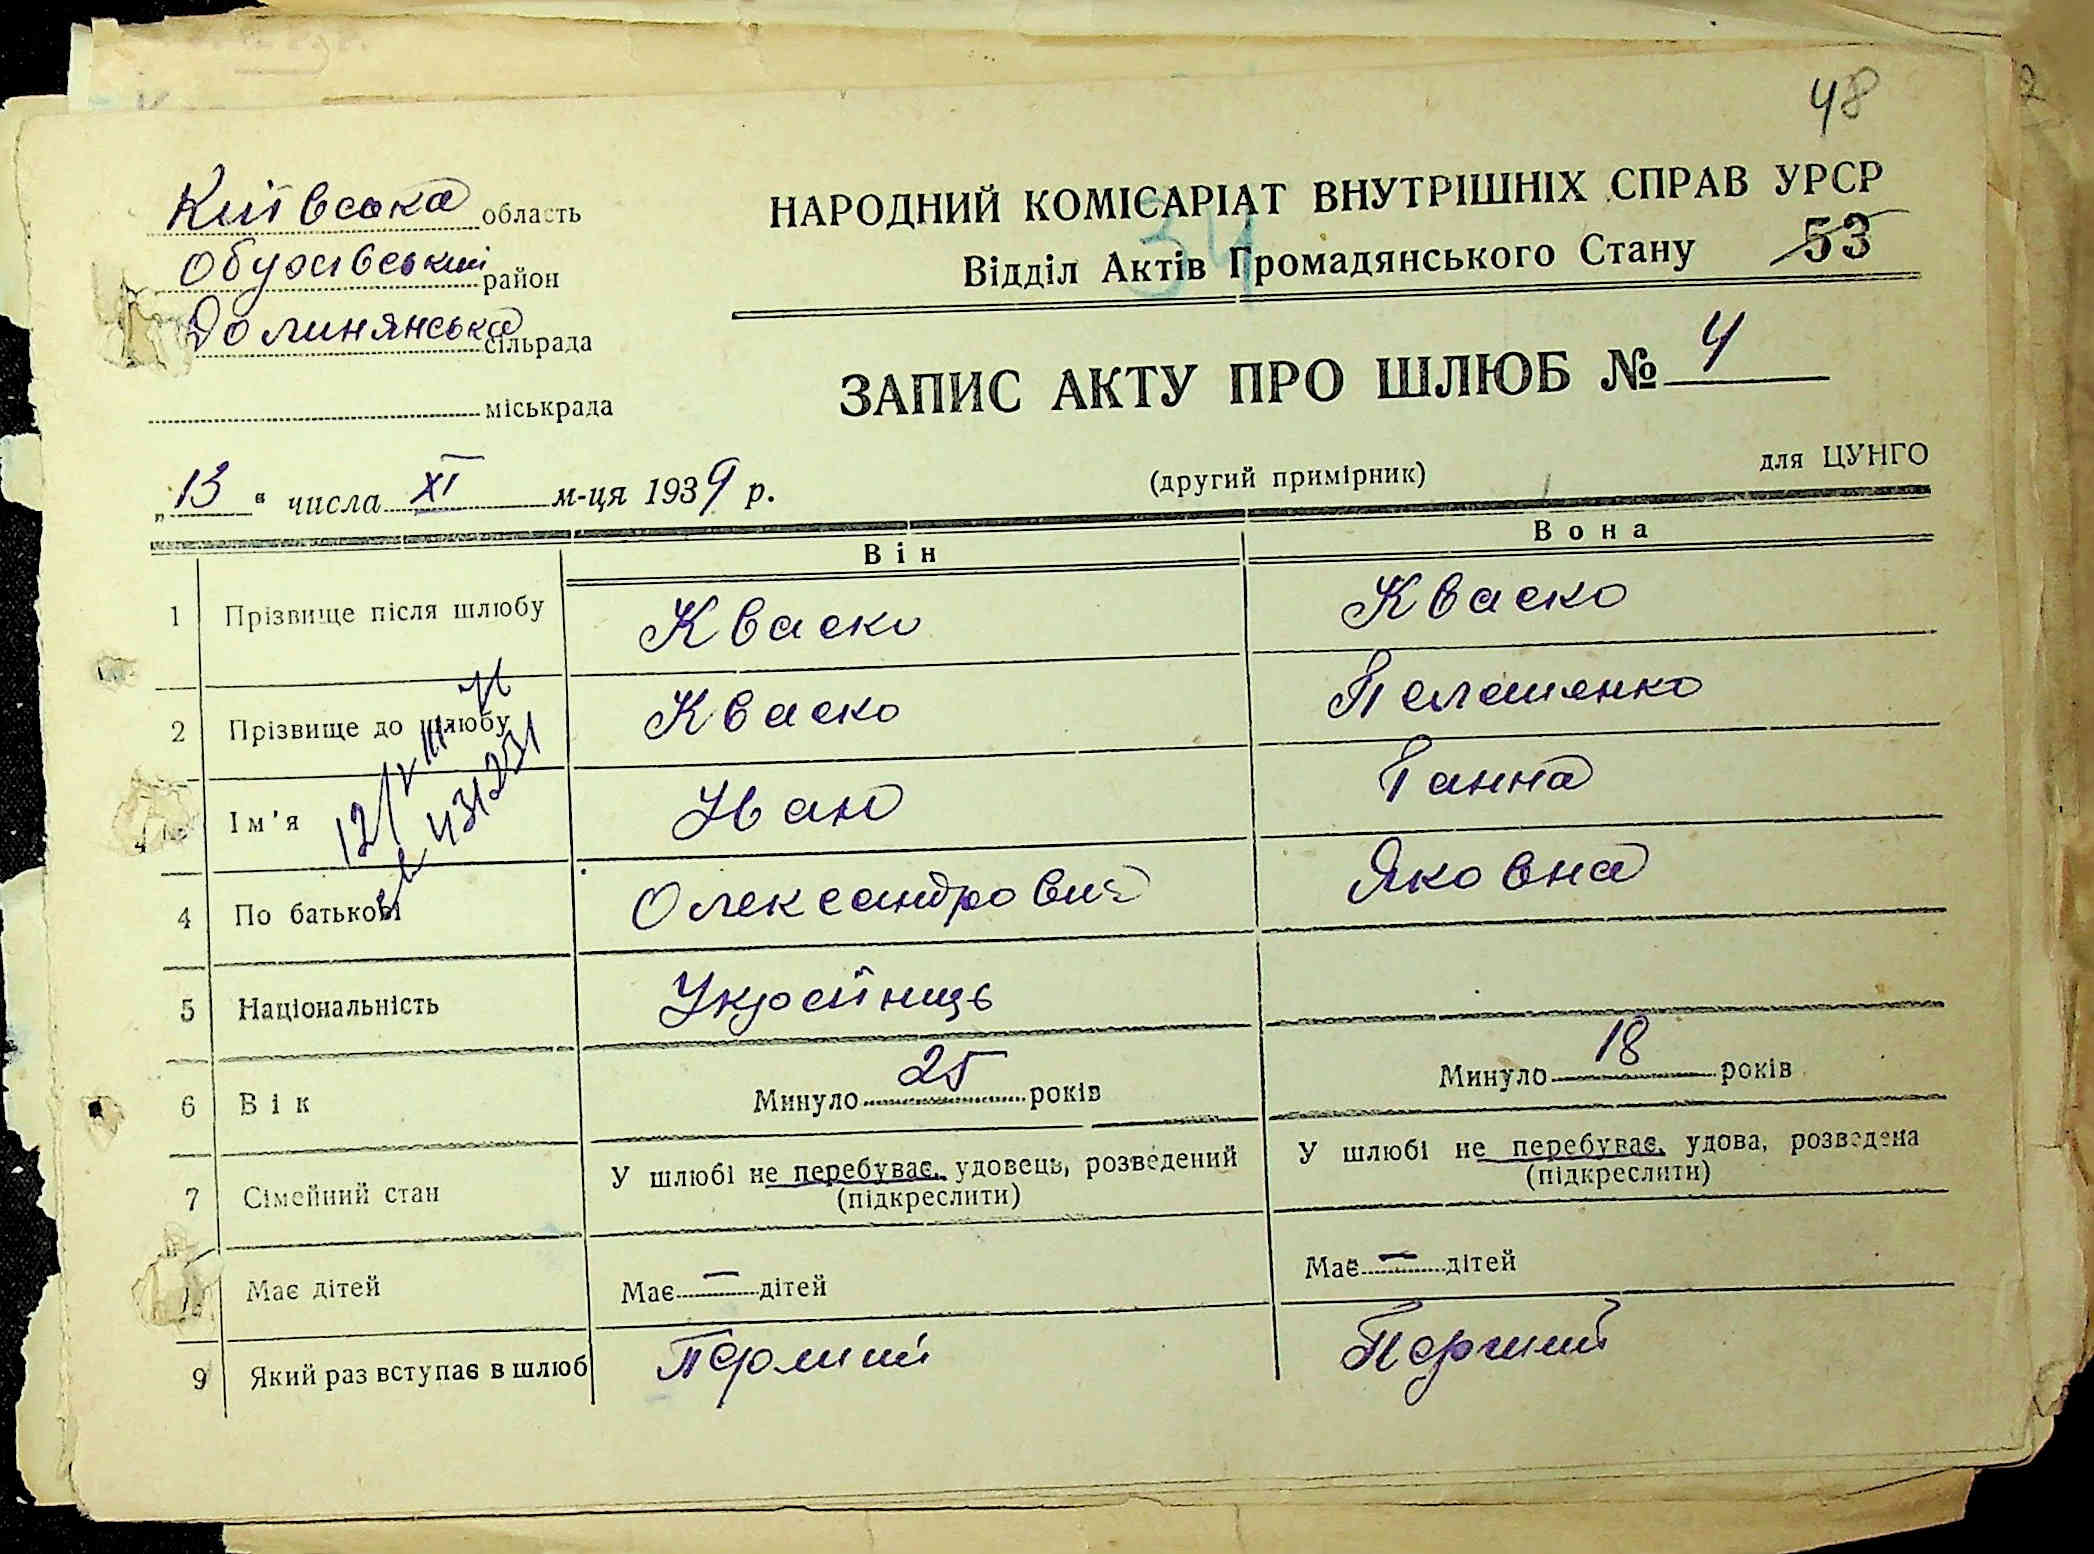 48
Київська область
НАРОДНИЙ КОМІСАРІАТ ВНУТРІШНІХ СПРАВ УРСР
Обухівський район
Відділ Актів Громадянського Стану 53
34
Долинянська сільрада
ЗАПИС АКТУ ПРО ШЛЮБ № 4
міськрада
„13“ числа XI м-ця 1939 р.
(другий примірник)
для ЦУНГО
Він
Вона
1 Прізвище після шлюбу Кваско Кваско
2 Прізвище до шлюбу Кваско
Ім'я Іван Ганна
4 По батькові Олександрович Яковна
5 Національність Українць
6 Вік Минуло 25 років Минуло 18 років
7 Сімейний стан У шлюбі не перебуває, удовець, розведений У шлюбі не перебуває, удова, розведена
(підкреслити) (підкреслити)
Має дітей Має — дітей Має — дітей
9 Який раз вступає в шлюб Перший Перший